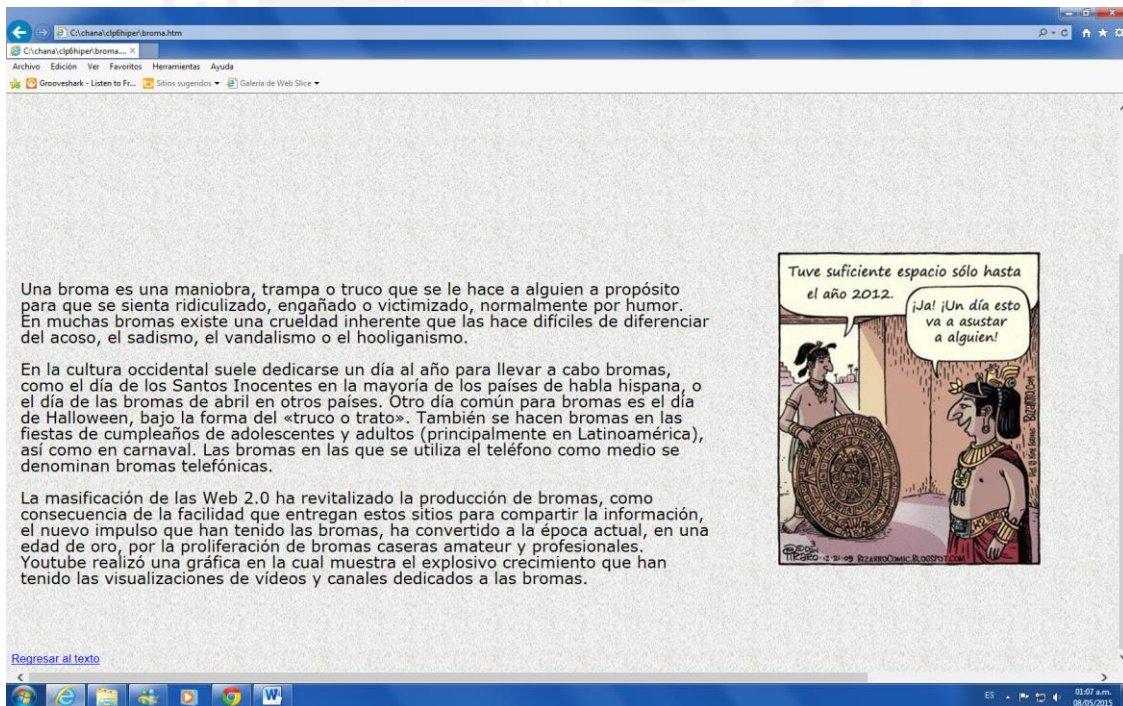 C:\chana\clp6hiper\broma.htm
C:\chana\clp6hiper\broma....
Archivo Edición Ver Favoritos Herramientas Ayuda
Grooveshark - Listen to Fr... Sitios sugeridos Galería de Web Slice
Una broma es una maniobra, trampa o truco que se le hace a alguien a propósito
para que se sienta ridiculizado, engañado o victimizado, normalmente por humor.
En muchas bromas existe una crueldad inherente que las hace difíciles de diferenciar
del acoso, el sadismo, el vandalismo o el hooliganismo.
En la cultura occidental suele dedicarse un día al año para llevar a cabo bromas,
como el día de los Santos Inocentes en la mayoría de los países de habla hispana, o
el día de las bromas de abril en otros países. Otro día común para bromas es el día
de Halloween, bajo la forma del «truco o trato». También se hacen bromas en las
fiestas de cumpleaños de adolescentes y adultos (principalmente en Latinoamérica),
así como en carnaval. Las bromas en las que se utiliza el teléfono como medio se
denominan bromas telefónicas.
La masificación de las Web 2.0 ha revitalizado la producción de bromas, como
consecuencia de la facilidad que entregan estos sitios para compartir la información,
el nuevo impulso que han tenido las bromas, ha convertido a la época actual, en una
edad de oro, por la proliferación de bromas caseras amateur y profesionales.
Youtube realizó una gráfica en la cual muestra el explosivo crecimiento que han
tenido las visualizaciones de vídeos y canales dedicados a las bromas.
Tuve suficiente espacio sólo hasta
el año 2012.
¡Ja! ¡Un día esto
va a asustar
a alguien!
BIZARRO.COM
PIRARO 12-21-09 BIZARROCOMIC.BLOGSPOT.COM
Regresar al texto
ES
01:07 a.m.
08/05/2015